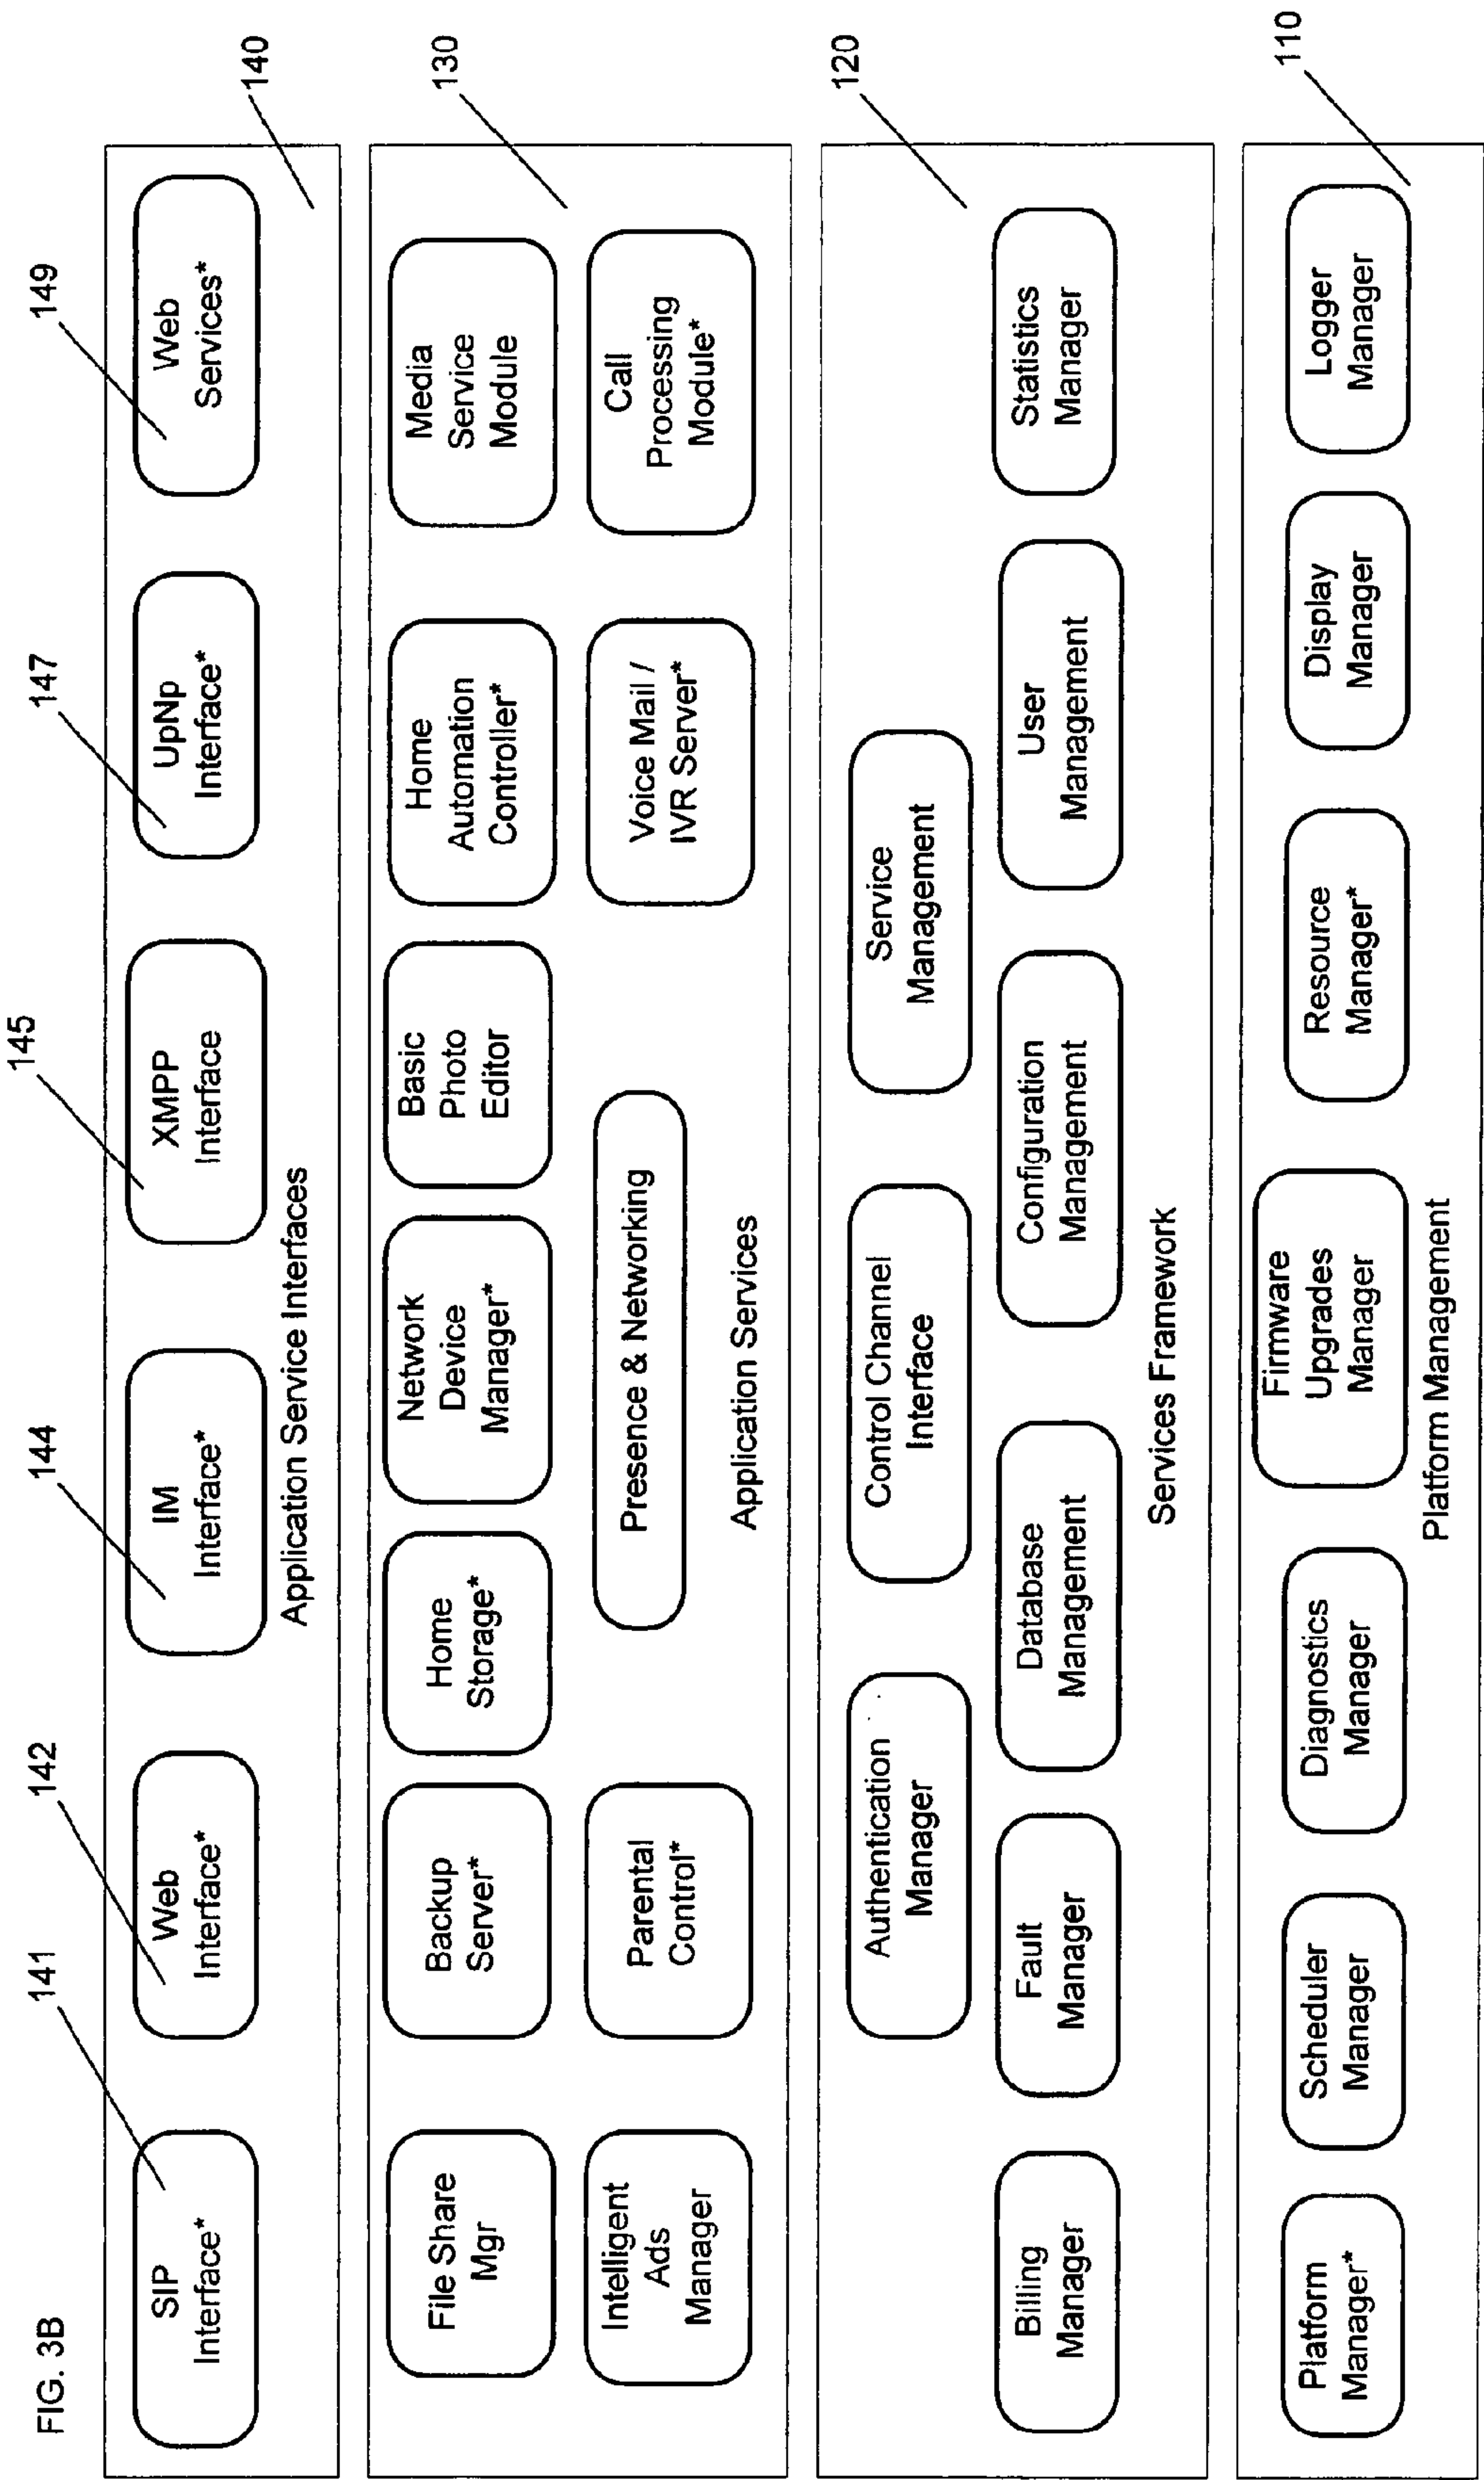 FIG. 3B
141
142
144
145
147
149
140
SIP
Interface*
Web
Interface*
IM
Interface*
XMPP
Interface
UpNp
Interface*
Web
Services*
Application Service Interfaces
130
File Share
Mgr
Backup
Server*
Home
Storage*
Network
Device
Manager*
Basic
Photo
Editor
Home
Automation
Controller*
Media
Service
Module
Intelligent
Ads
Manager
Parental
Control*
Presence & Networking
Voice Mail /
IVR Server*
Call
Processing
Module*
Application Services
120
Authentication
Manager
Control Channel
Interface
Service
Management
Billing
Manager
Fault
Manager
Database
Management
Configuration
Management
User
Management
Statistics
Manager
Services Framework
110
Platform
Manager*
Scheduler
Manager
Diagnostics
Manager
Firmware
Upgrades
Manager
Resource
Manager*
Display
Manager
Logger
Manager
Platform Management